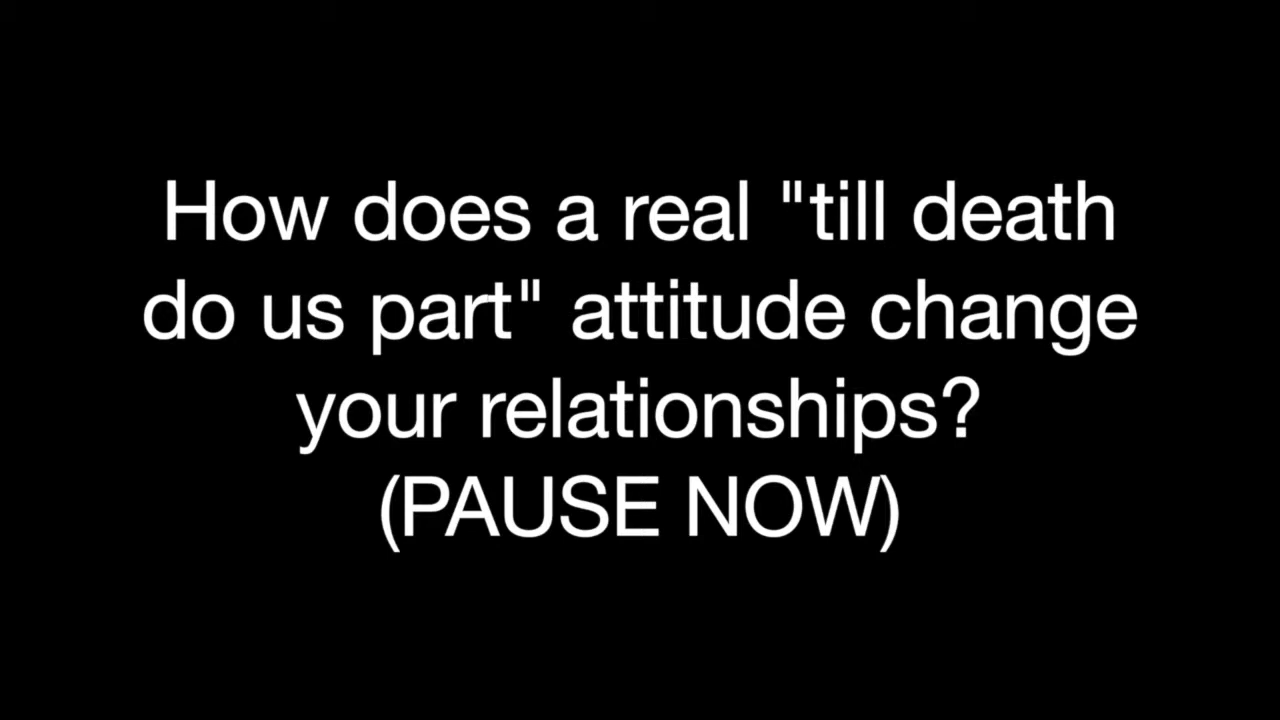 How does a real "till death
do us part" attitude change
your relationships?
(PAUSE NOW)